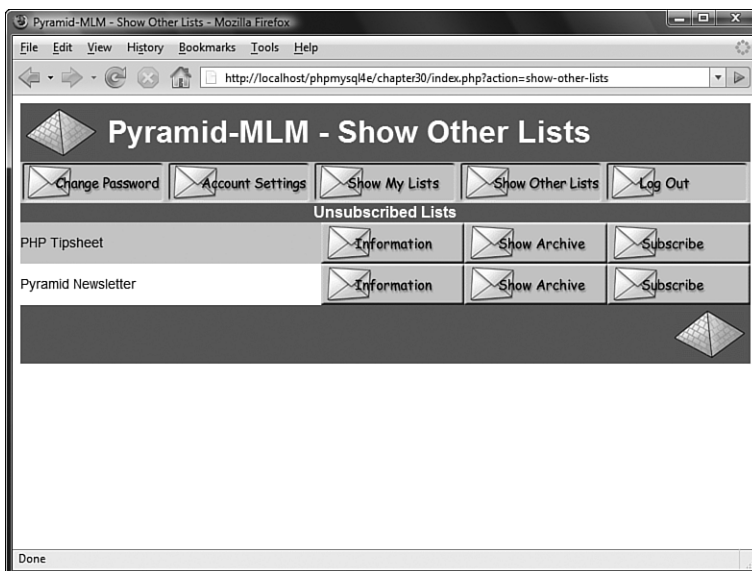 Pyramid-MLM - Show Other Lists - Mozilla Firefox
File Edit View History Bookmarks Tools Help
http://localhost/phpmysql4e/chapter30/index.php?action=show-other-lists
Pyramid-MLM - Show Other Lists
Change Password Account Settings Show My Lists Show Other Lists Log Out
Unsubscribed Lists
PHP Tipsheet Information Show Archive Subscribe
Pyramid Newsletter Information Show Archive Subscribe
Done